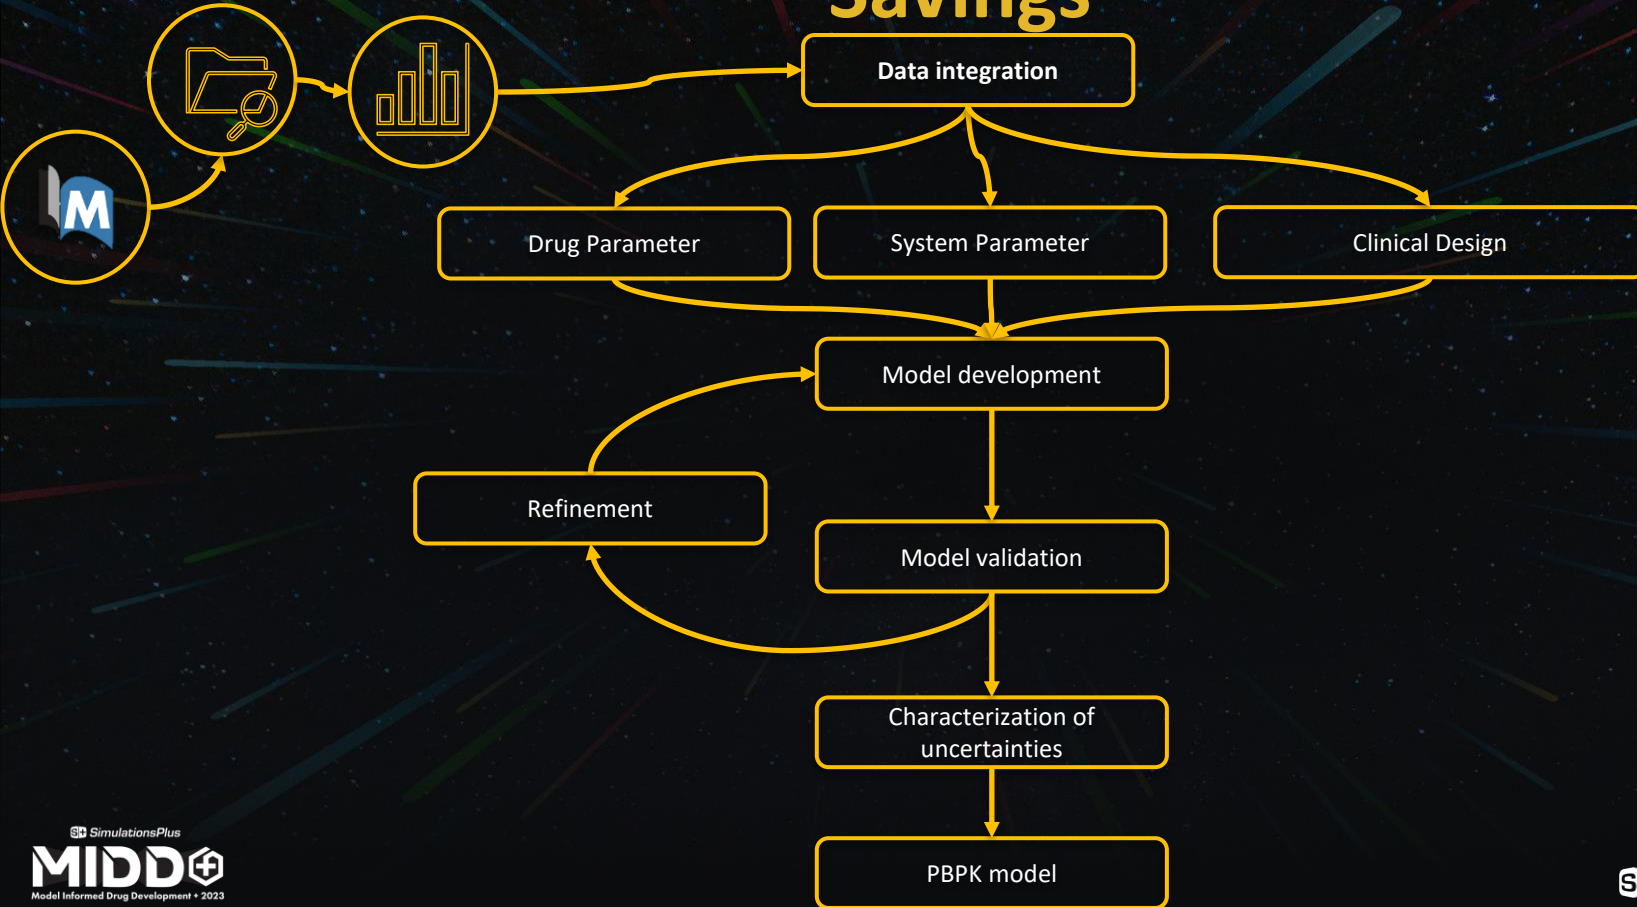 Savings
Data integration
M
Drug Parameter
System Parameter
Clinical Design
Model development
Refinement
Model validation
Characterization of
uncertainties
PBPK model
S+ SimulationsPlus
MIDD+
Model Informed Drug Development + 2023
S